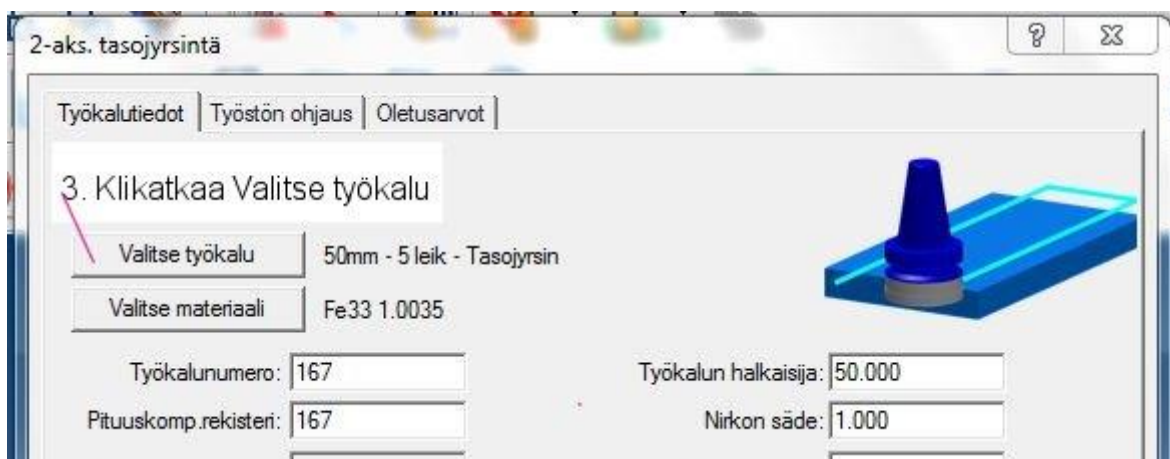 2-aks. tasojyrsintä
Työkalutiedot Työstön ohjaus Oletusarvot
3. Klikatkaa Valitse työkalu
Valitse työkalu 50mm - 5 leik - Tasojyrsin
Valitse materiaali Fe33 1.0035
Työkalunumero: 167 Työkalun halkaisija: 50.000
Pituuskomp.rekisteri: 167 Nirkon säde: 1.000